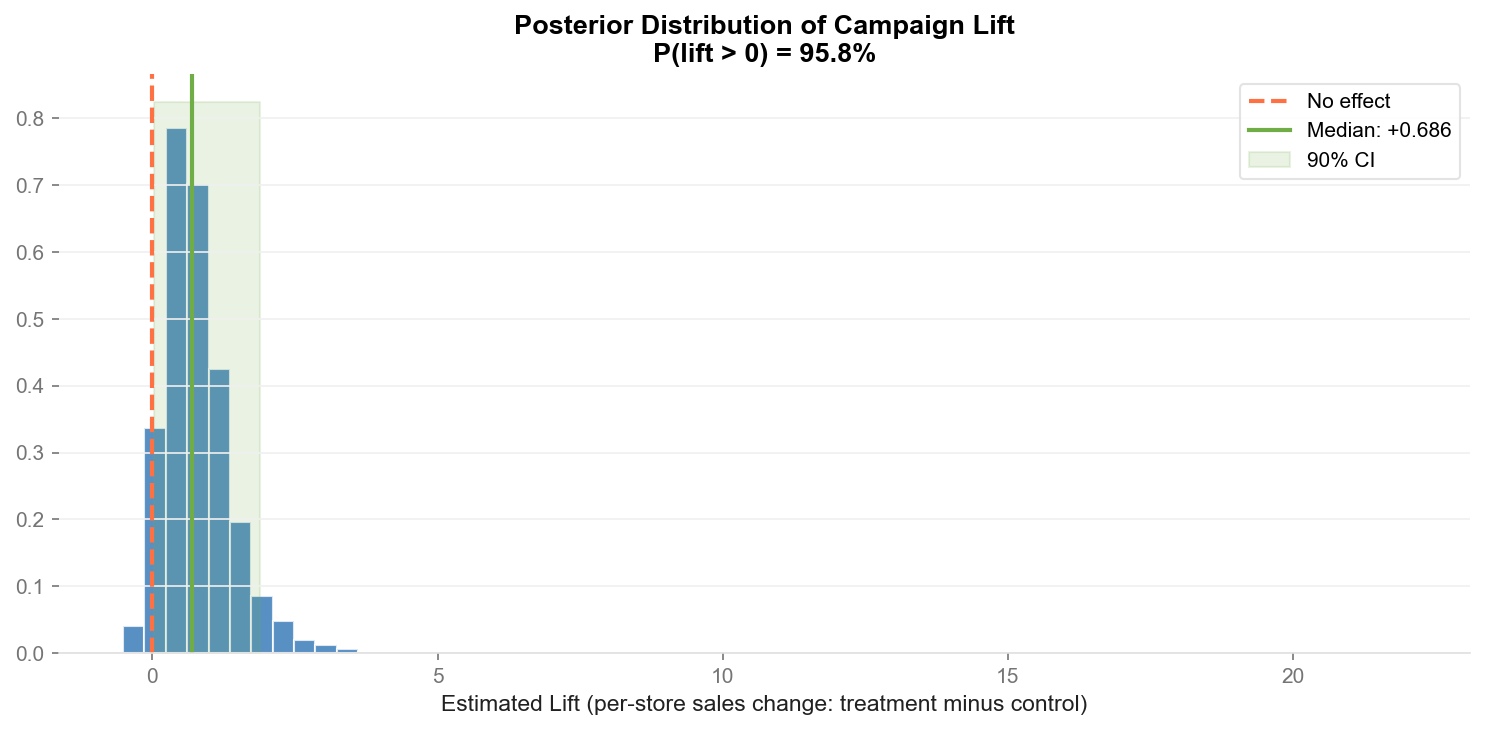 Posterior Distribution of Campaign Lift
P(lift > 0) = 95.8%
No effect
Median: +0.686
90% CI
0.8
0.7
0.6
0.5
0.4
0.3
0.2
0.1
0.0
0 5 10 15 20
Estimated Lift (per-store sales change: treatment minus control)